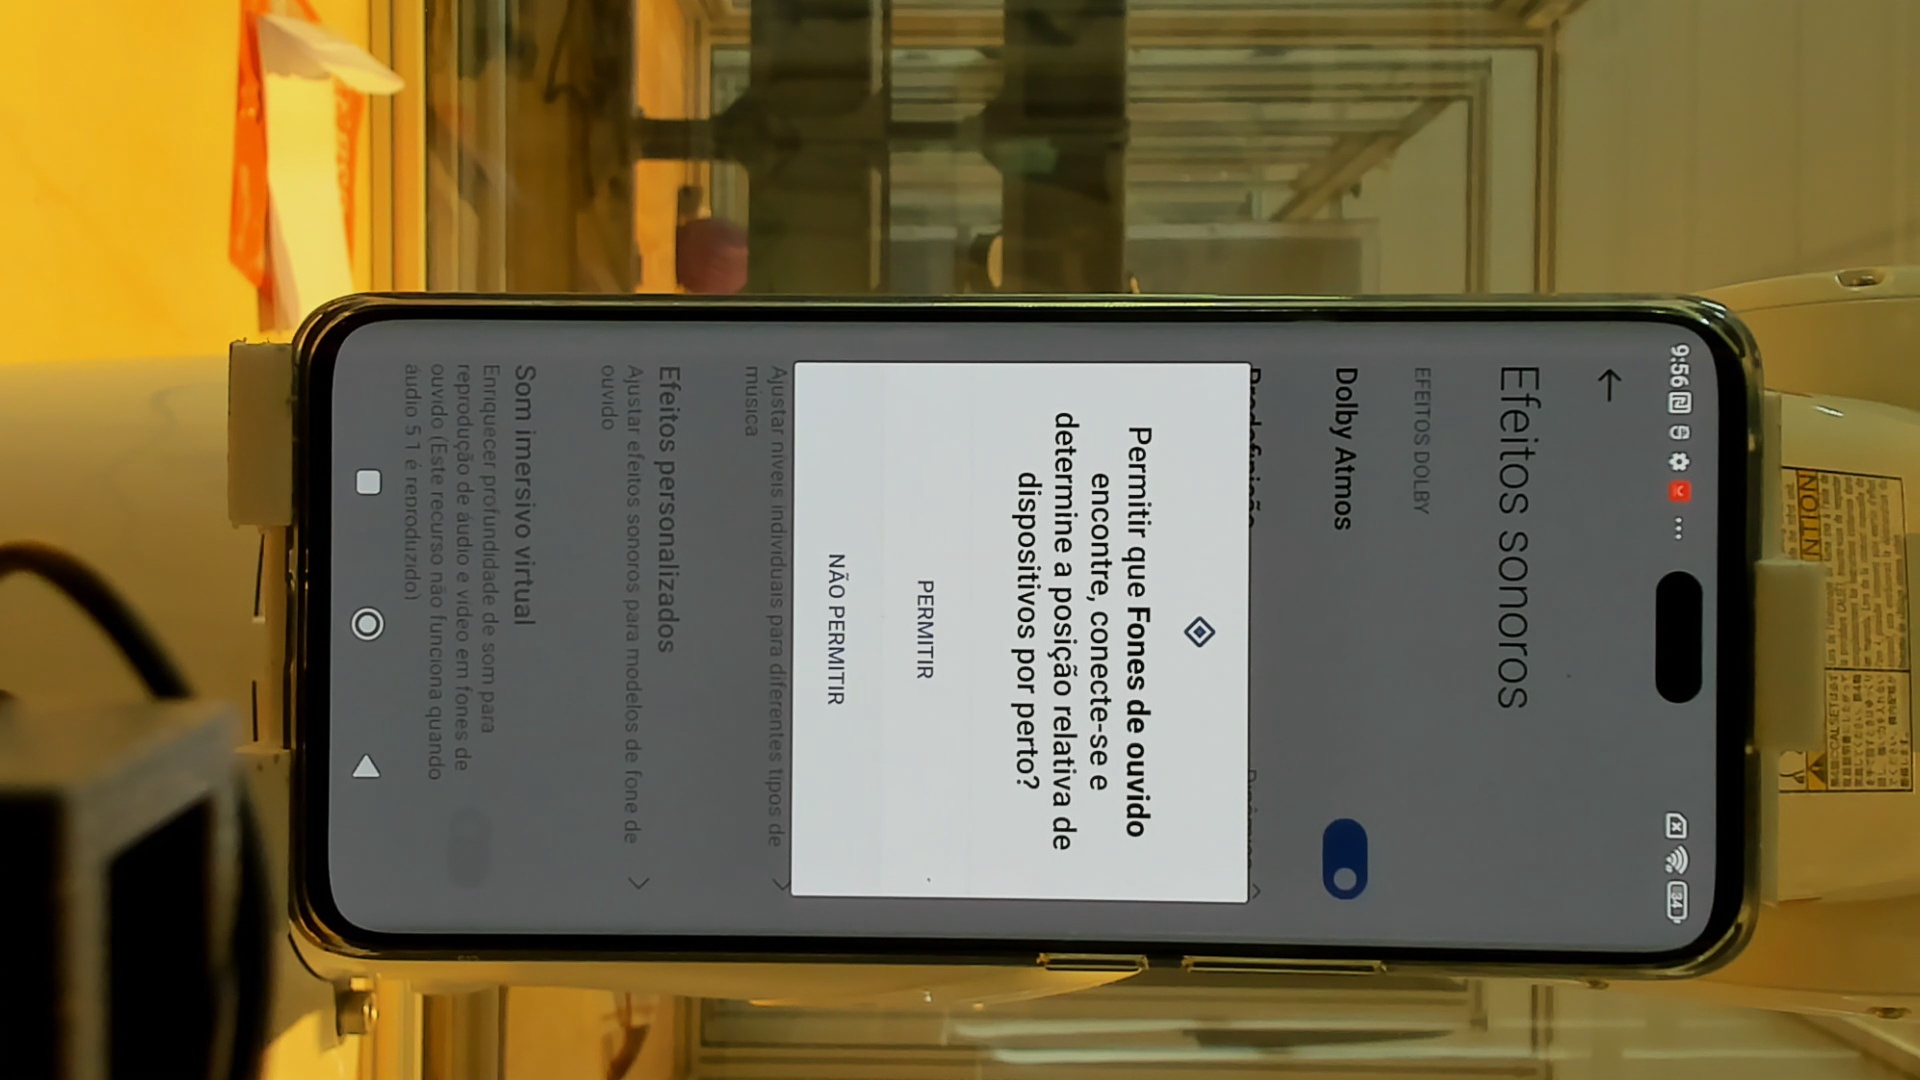 9:56
34
Efeitos sonoros
EFEITOS DOLBY
Dolby Atmos
Permitir que Fones de ouvido
encontre, conecte-se e
determine a posição relativa de
dispositivos por perto?
PERMITIR
NÃO PERMITIR
Ajustar níveis individuais para diferentes tipos de
música
Efeitos personalizados
Ajustar efeitos sonoros para modelos de fone de
ouvido
Som imersivo virtual
Enriquecer profundidade de som para
reprodução de áudio e vídeo em fones de
ouvido (Este recurso não funciona quando
áudio 5.1 é reproduzido)